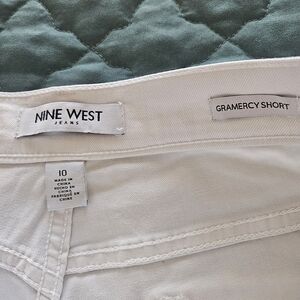 NINE WEST
JEANS
GRAMERCY SHORT
10
MADE IN
CHINA
HECHO EN
CHINA
FABRIQUÉ EN
CHINE